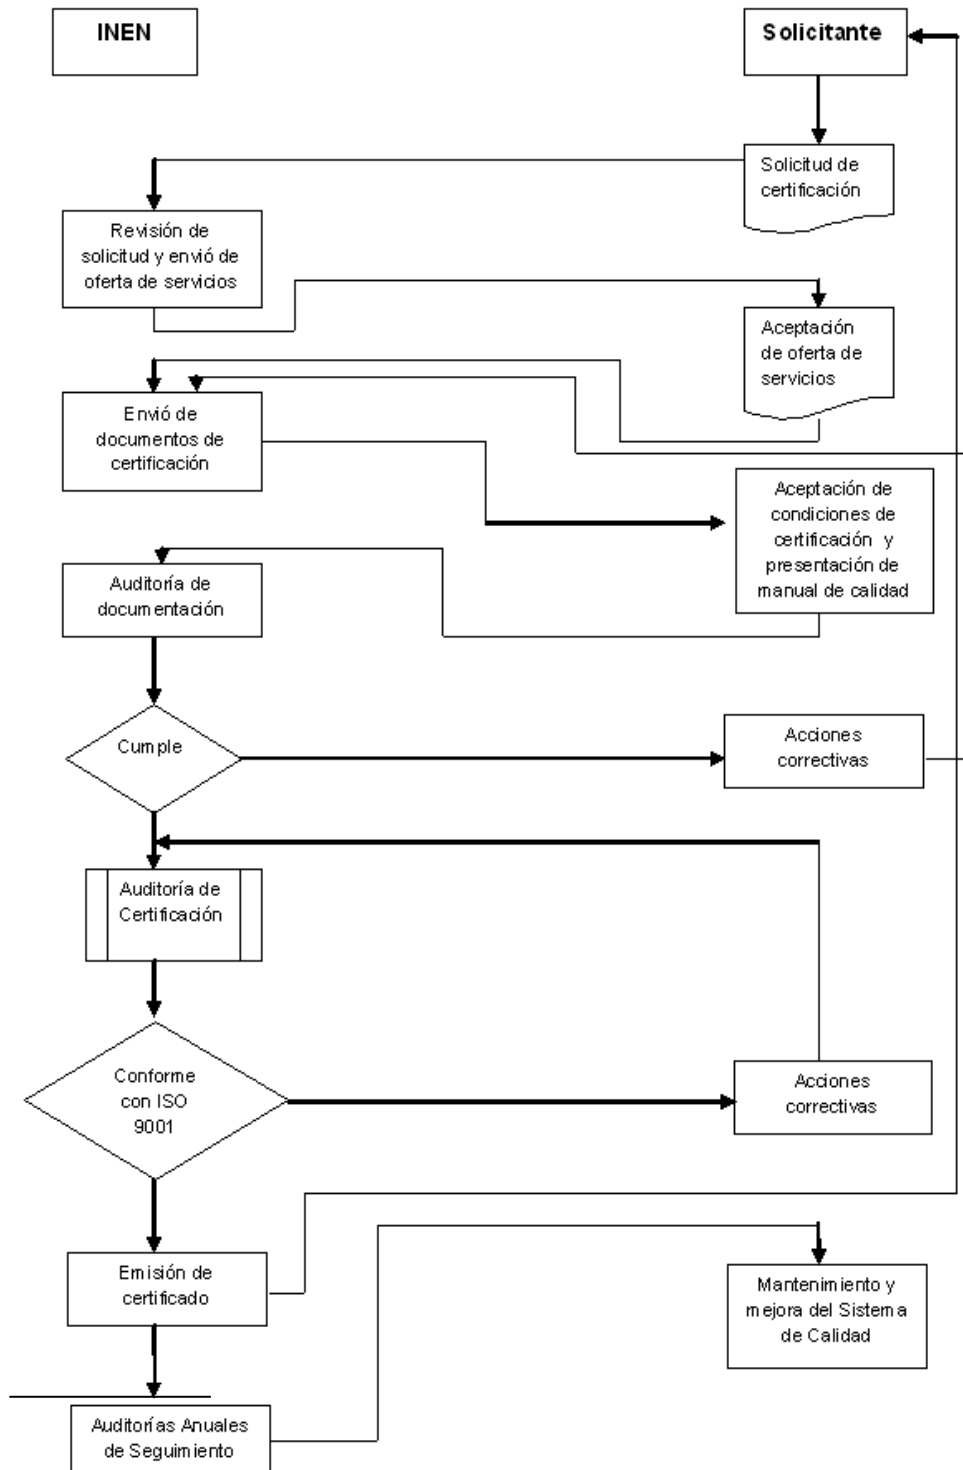 INEN
Solicitante
Solicitud de
certificación
Revisión de
solicitud y envió de
oferta de servicios
Aceptación
de oferta de
servicios
Envió de
documentos de
certificación
Aceptación de
condiciones de
certificación y
presentación de
manual de calidad
Auditoría de
documentación
Cumple
Acciones
correctivas
Auditoría de
Certificación
Conforme
con ISO
9001
Acciones
correctivas
Emisión de
certificado
Mantenimiento y
mejora del Sistema
de Calidad
Auditorías Anuales
de Seguimiento